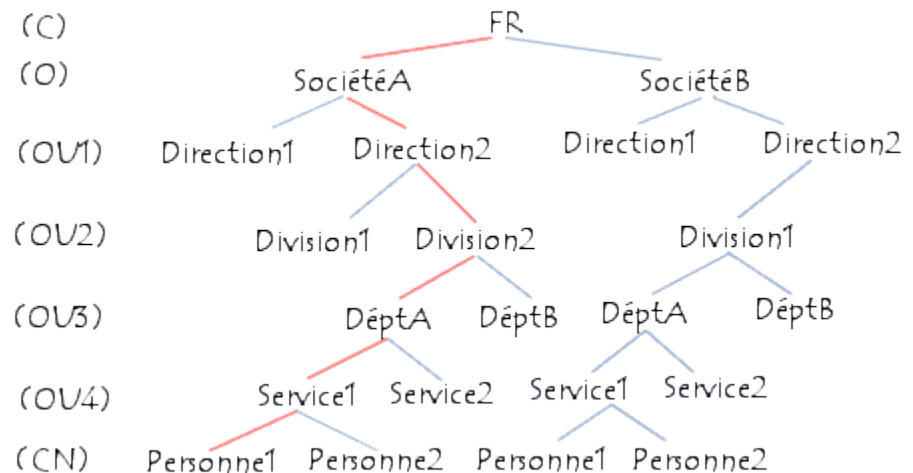 (C) FR
(O) SociétéA SociétéB
(OU1) Direction1 Direction2 Direction1 Direction2
(OU2) Division1 Division2 Division1
(OU3) DéptA DéptB DéptA DéptB
(OU4) Service1 Service2 Service1 Service2
(CN) Personne1 Personne2 Personne1 Personne2